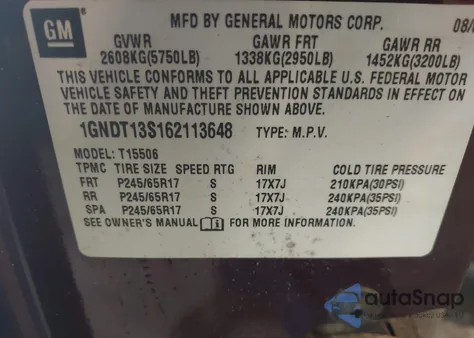 GM
MFD BY GENERAL MOTORS CORP.
GVWR GAWR FRT GAWR RR
2608KG(5750LB) 1338KG(2950LB) 1452KG(3200LB)
THIS VEHICLE CONFORMS TO ALL APPLICABLE U.S. FEDERAL MOTOR
VEHICLE SAFETY AND THEFT PREVENTION STANDARDS IN EFFECT ON
THE DATE OF MANUFACTURE SHOWN ABOVE.
1GNDT13S162113648 TYPE: M.P.V.
MODEL: T15506
TPMC TIRE SIZE SPEED RTG RIM COLD TIRE PRESSURE
FRT P245/65R17 S 17X7J 210KPA(30PSI)
RR P245/65R17 S 17X7J 240KPA(35PSI)
SPA P245/65R17 S 17X7J 240KPA(35PSI)
SEE OWNER'S MANUAL FOR MORE INFORMATION.
autoSnap